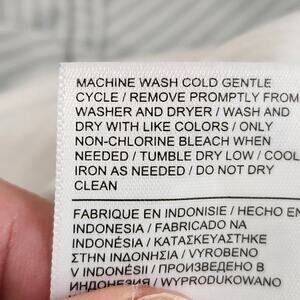 MACHINE WASH COLD GENTLE
CYCLE / REMOVE PROMPTLY FROM
WASHER AND DRYER / WASH AND
DRY WITH LIKE COLORS / ONLY
NON-CHLORINE BLEACH WHEN
NEEDED / TUMBLE DRY LOW / COOL
IRON AS NEEDED / DO NOT DRY
CLEAN
FABRIQUE EN INDONISIE / HECHO EN
INDONESIA / FABRICADO NA
INDONÉSIA / ΚΑΤΑΣΚΕΥΑΣΤΗΚΕ
ΣΤΗΝ ΙΝΔΟΝΗΣΙΑ / VYROBENO
V INDONÉSII / ПРОИЗВЕДЕНО В
ИНДОНЕЗИИ / WYPRODUKOWANO